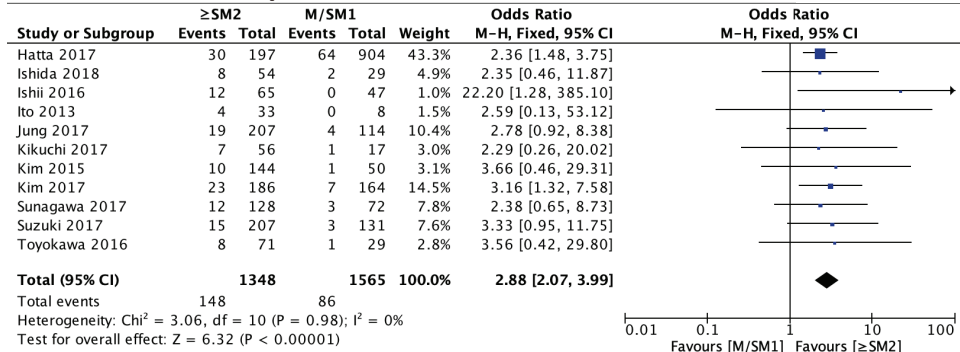 ≥SM2 M/SM1 Odds Ratio Odds Ratio
Study or Subgroup Events Total Events Total Weight M-H, Fixed, 95% CI M-H, Fixed, 95% CI
Hatta 2017 30 197 64 904 43.3% 2.36 [1.48, 3.75]
Ishida 2018 8 54 2 29 4.9% 2.35 [0.46, 11.87]
Ishii 2016 12 65 0 47 1.0% 22.20 [1.28, 385.10]
Ito 2013 4 33 0 8 1.5% 2.59 [0.13, 53.12]
Jung 2017 19 207 4 114 10.4% 2.78 [0.92, 8.38]
Kikuchi 2017 7 56 1 17 3.0% 2.29 [0.26, 20.02]
Kim 2015 10 144 1 50 3.1% 3.66 [0.46, 29.31]
Kim 2017 23 186 7 164 14.5% 3.16 [1.32, 7.58]
Sunagawa 2017 12 128 3 72 7.8% 2.38 [0.65, 8.73]
Suzuki 2017 15 207 3 131 7.6% 3.33 [0.95, 11.75]
Toyokawa 2016 8 71 1 29 2.8% 3.56 [0.42, 29.80]
Total (95% CI) 1348 1565 100.0% 2.88 [2.07, 3.99]
Total events 148 86
Heterogeneity: Chi² = 3.06, df = 10 (P = 0.98); I² = 0%
Test for overall effect: Z = 6.32 (P < 0.00001)
0.01 0.1 1 10 100
Favours [M/SM1] Favours [≥SM2]